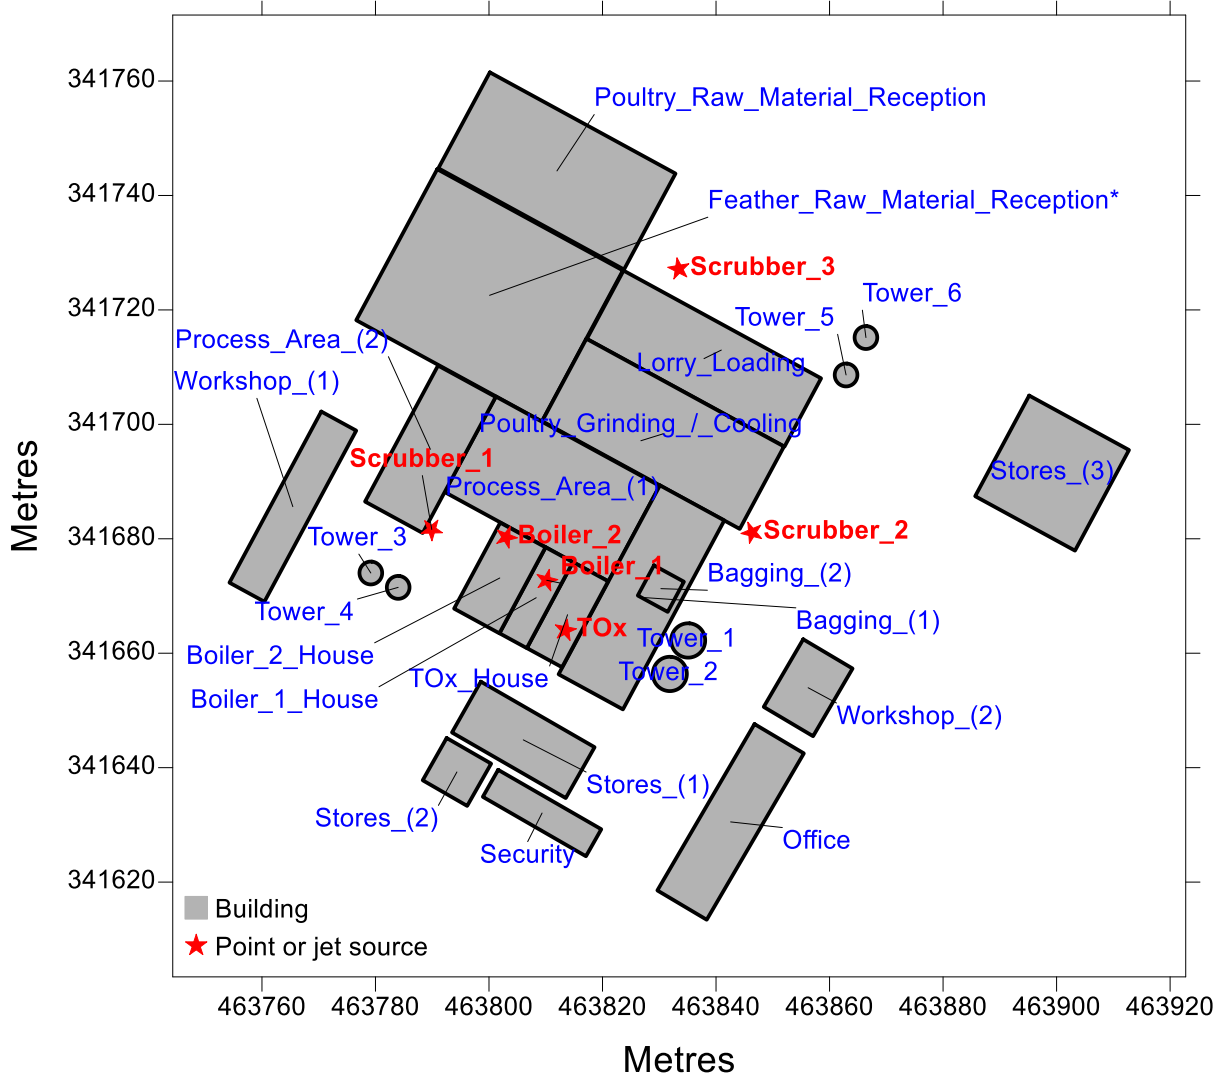 341760
Poultry_Raw_Material_Reception
341740
Feather_Raw_Material_Reception*
Scrubber_3
341720
Tower_6
Tower_5
Process_Area_(2)
Lorry_Loading
Workshop_(1)
341700
Poultry_Grinding_/_Cooling
Scrubber_1
Stores_(3)
Process_Area_(1)
Metres
341680
Tower_3
Boiler_2
Scrubber_2
Boiler_1
Bagging_(2)
Tower_4
Bagging_(1)
TOx
Tower_1
341660
Boiler_2_House
Tower_2
TOx_House
Boiler_1_House
Workshop_(2)
341640
Stores_(1)
Stores_(2)
Office
Security
341620
Building
Point or jet source
463760 463780 463800 463820 463840 463860 463880 463900 463920
Metres